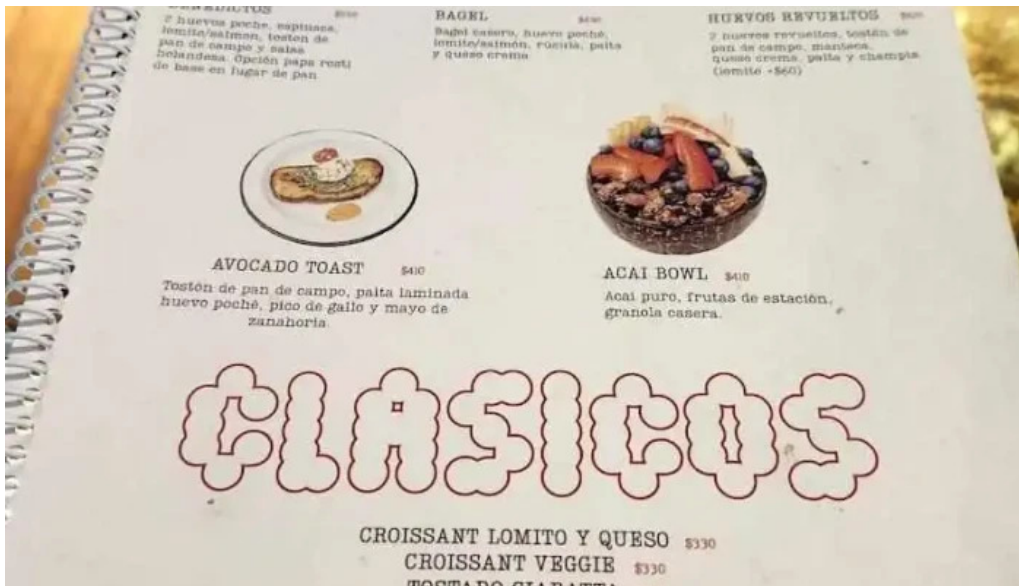 BENEDICTOS
2 huevos poché, espinaca,
lomito/salmon, toston de
pan de campo y salsa
holandesa. Opción papa rosti
de base en lugar de pan
BAGEL
Bagel casero, huevo poché,
lomito/salmón, rúcula, palta
y queso crema
HUEVOS REVUELTOS
2 huevos revueltos, tostón de
pan de campo, manteca,
queso crema, palta y champis
(lomito +$60)
AVOCADO TOAST $410
Tostón de pan de campo, palta laminada
huevo poché, pico de gallo y mayo de
zanahoria.
ACAI BOWL $410
Acai puro, frutas de estación,
granola casera.
CLASICOS
CROISSANT LOMITO Y QUESO $330
CROISSANT VEGGIE $330
TOSTADO CIABATTA